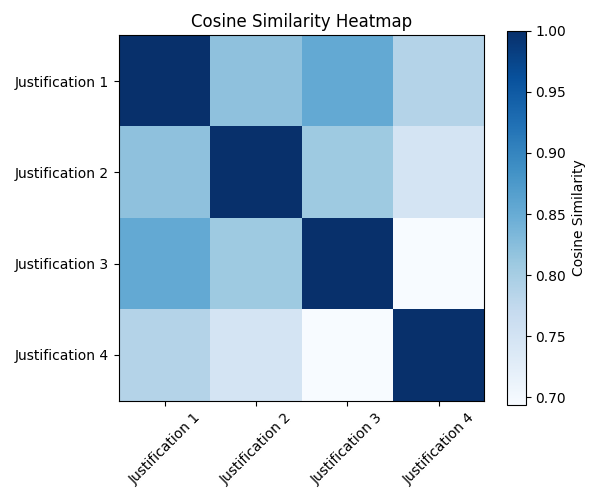 Cosine Similarity Heatmap
Justification 1
Justification 2
Justification 3
Justification 4
Justification 1
Justification 2
Justification 3
Justification 4
1.00
0.95
0.90
0.85
0.80
0.75
0.70
Cosine Similarity